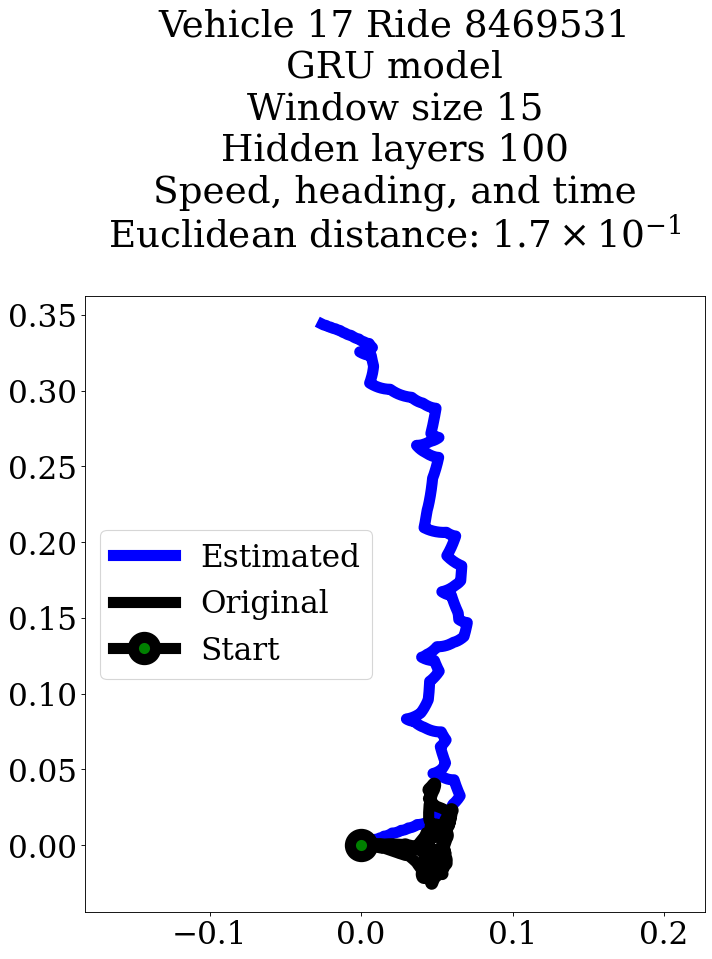 Vehicle 17 Ride 8469531
GRU model
Window size 15
Hidden layers 100
Speed, heading, and time
Euclidean distance: 1.7 × 10⁻¹
0.35
0.30
0.25
0.20
0.15
0.10
0.05
0.00
Estimated
Original
Start
−0.1
0.0
0.1
0.2